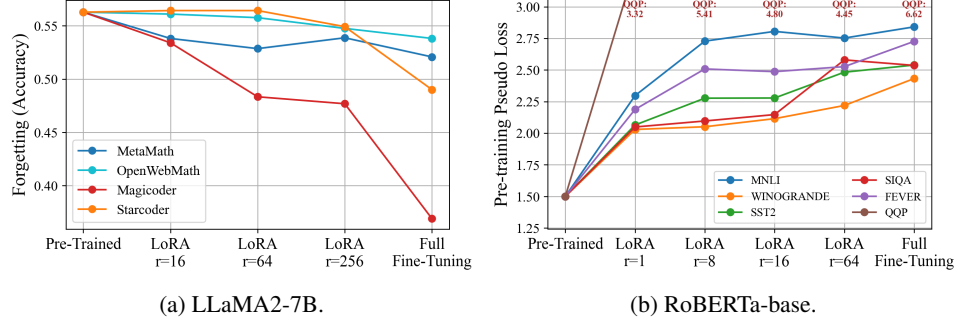 Forgetting (Accuracy)
0.55
0.50
0.45
0.40
MetaMath
OpenWebMath
Magicoder
Starcoder
Pre-Trained
LoRA
r=16
LoRA
r=64
LoRA
r=256
Full
Fine-Tuning
(a) LLaMA2-7B.
Pre-training Pseudo Loss
3.00
2.75
2.50
2.25
2.00
1.75
1.50
1.25
QQP:
3.32
QQP:
5.41
QQP:
4.80
QQP:
4.45
QQP:
6.62
MNLI
WINOGRANDE
SST2
SIQA
FEVER
QQP
Pre-Trained
LoRA
r=1
LoRA
r=8
LoRA
r=16
LoRA
r=64
Full
Fine-Tuning
(b) RoBERTa-base.